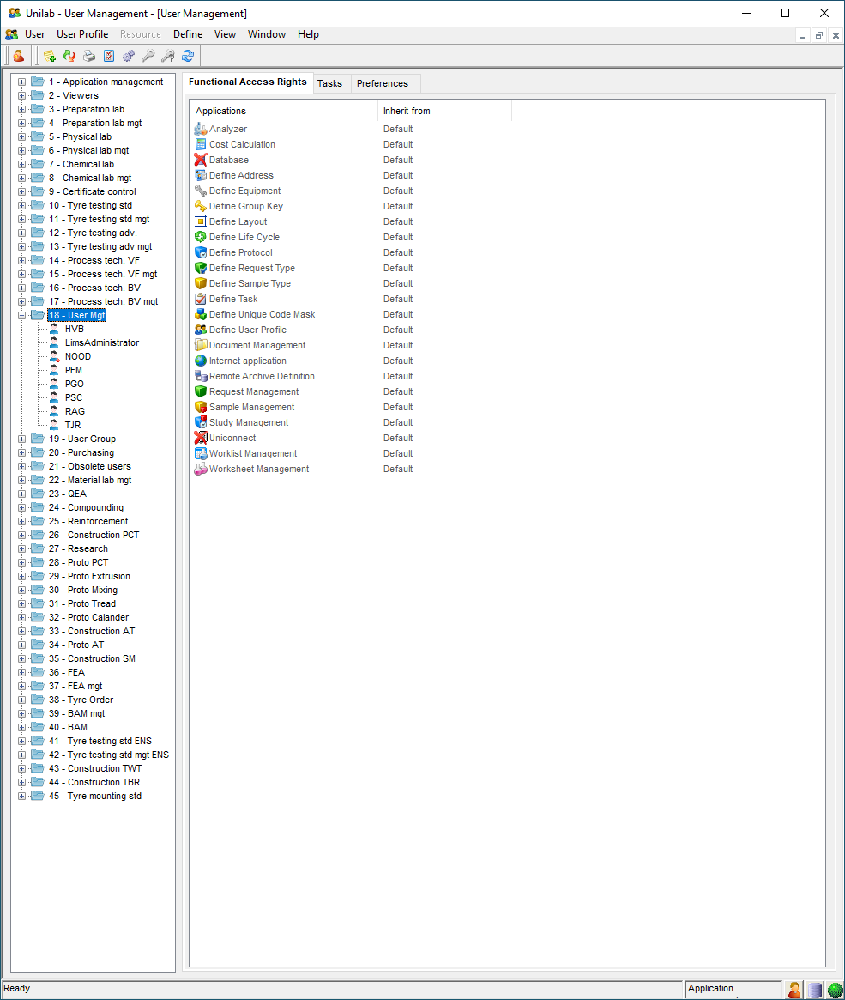 Unilab - User Management - [User Management]
User User Profile Resource Define View Window Help
1 - Application management
2 - Viewers
3 - Preparation lab
4 - Preparation lab mgt
5 - Physical lab
6 - Physical lab mgt
7 - Chemical lab
8 - Chemical lab mgt
9 - Certificate control
10 - Tyre testing std
11 - Tyre testing std mgt
12 - Tyre testing adv.
13 - Tyre testing adv mgt
14 - Process tech. VF
15 - Process tech. VF mgt
16 - Process tech. BV
17 - Process tech. BV mgt
18 - User Mgt
HVB
LimsAdministrator
NOOD
PEM
PGO
PSC
RAG
TJR
19 - User Group
20 - Purchasing
21 - Obsolete users
22 - Material lab mgt
23 - QEA
24 - Compounding
25 - Reinforcement
26 - Construction PCT
27 - Research
28 - Proto PCT
29 - Proto Extrusion
30 - Proto Mixing
31 - Proto Tread
32 - Proto Calander
33 - Construction AT
34 - Proto AT
35 - Construction SM
36 - FEA
37 - FEA mgt
38 - Tyre Order
39 - BAM mgt
40 - BAM
41 - Tyre testing std ENS
42 - Tyre testing std mgt ENS
43 - Construction TWT
44 - Construction TBR
45 - Tyre mounting std
Functional Access Rights Tasks Preferences
Applications Inherit from
Analyzer Default
Cost Calculation Default
Database Default
Define Address Default
Define Equipment Default
Define Group Key Default
Define Layout Default
Define Life Cycle Default
Define Protocol Default
Define Request Type Default
Define Sample Type Default
Define Task Default
Define Unique Code Mask Default
Define User Profile Default
Document Management Default
Internet application Default
Remote Archive Definition Default
Request Management Default
Sample Management Default
Study Management Default
Uniconnect Default
Worklist Management Default
Worksheet Management Default
Ready Application